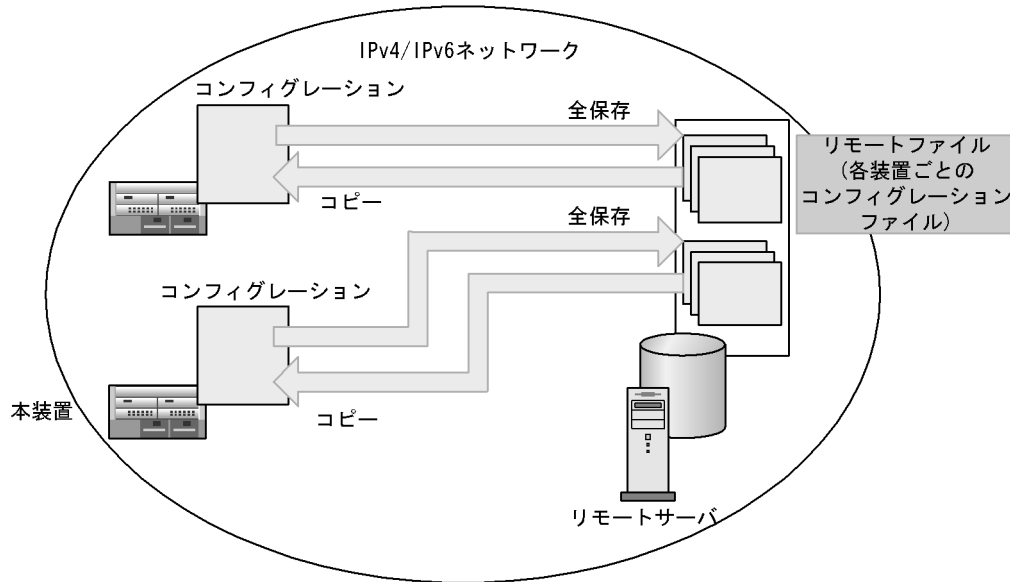 IPv4/IPv6ネットワーク
コンフィグレーション
全保存
リモートファイル
(各装置ごとの
コンフィグレーション
ファイル)
コピー
全保存
コンフィグレーション
コピー
本装置
リモートサーバ